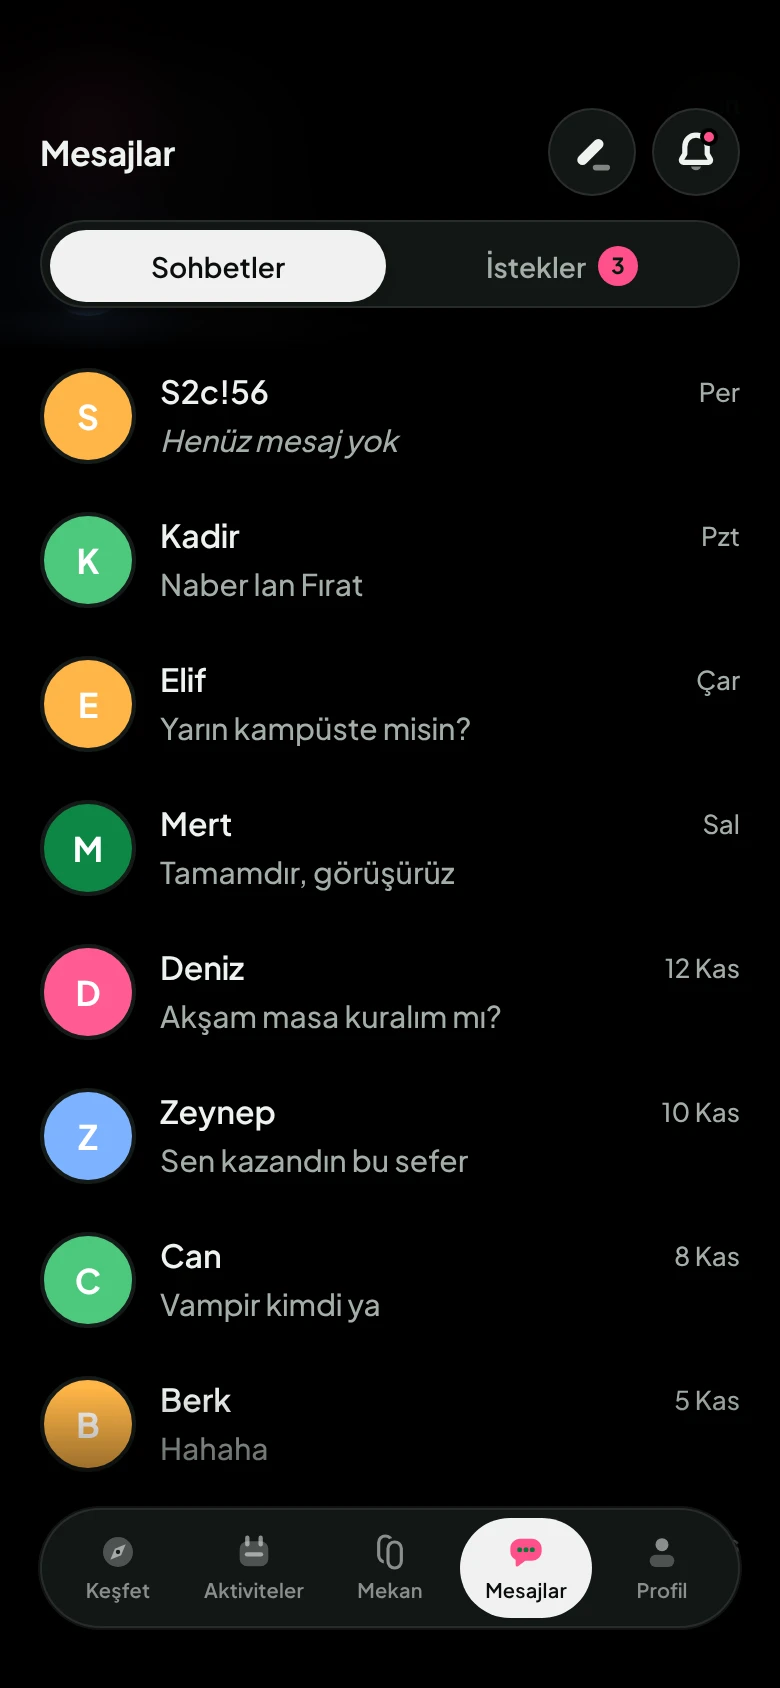 Mesajlar
Sohbetler
İstekler 3
S
S2c!56
Per
Henüz mesaj yok
K
Kadir
Pzt
Naber lan Fırat
E
Elif
Çar
Yarın kampüste misin?
M
Mert
Sal
Tamamdır, görüşürüz
D
Deniz
12 Kas
Akşam masa kuralım mı?
Z
Zeynep
10 Kas
Sen kazandın bu sefer
C
Can
8 Kas
Vampir kimdi ya
B
Berk
5 Kas
Hahaha
Keşfet
Aktiviteler
Mekan
Mesajlar
Profil